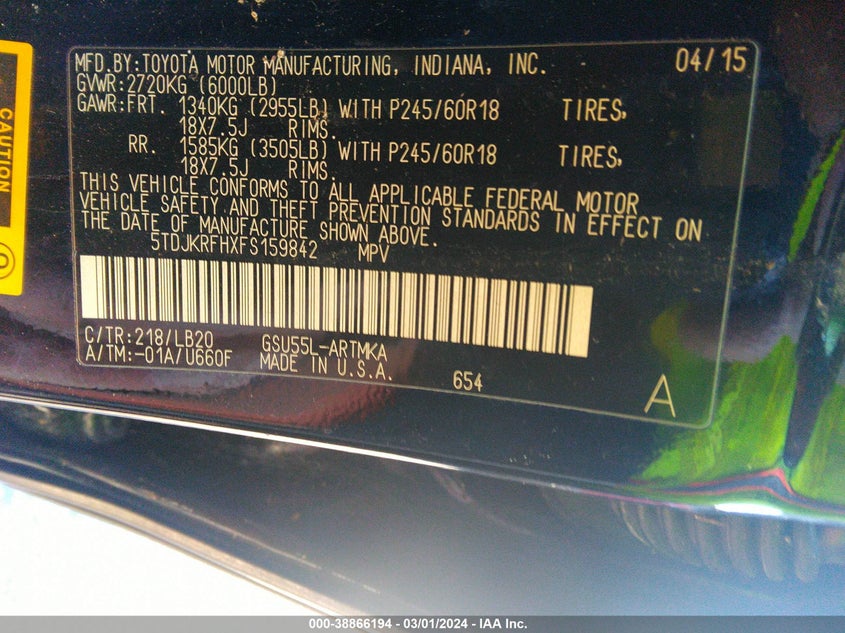 MFD.BY:TOYOTA MOTOR MANUFACTURING, INDIANA, INC. 04/15
GVWR:2720KG (6000LB)
GAWR:FRT. 1340KG (2955LB) WITH P245/60R18 TIRES,
18X7.5J RIMS.
RR. 1585KG (3505LB) WITH P245/60R18 TIRES,
18X7.5J RIMS.
THIS VEHICLE CONFORMS TO ALL APPLICABLE FEDERAL MOTOR
VEHICLE SAFETY AND THEFT PREVENTION STANDARDS IN EFFECT ON
THE DATE OF MANUFACTURE SHOWN ABOVE.
5TDJKRFHXFS159842 MPV
C/TR:218/LB20 GSU55L-ARTMKA
A/TM:-01A/U660F MADE IN U.S.A.
654
A
CAUTION
000-38866194 — 03/01/2024 — IAA Inc.